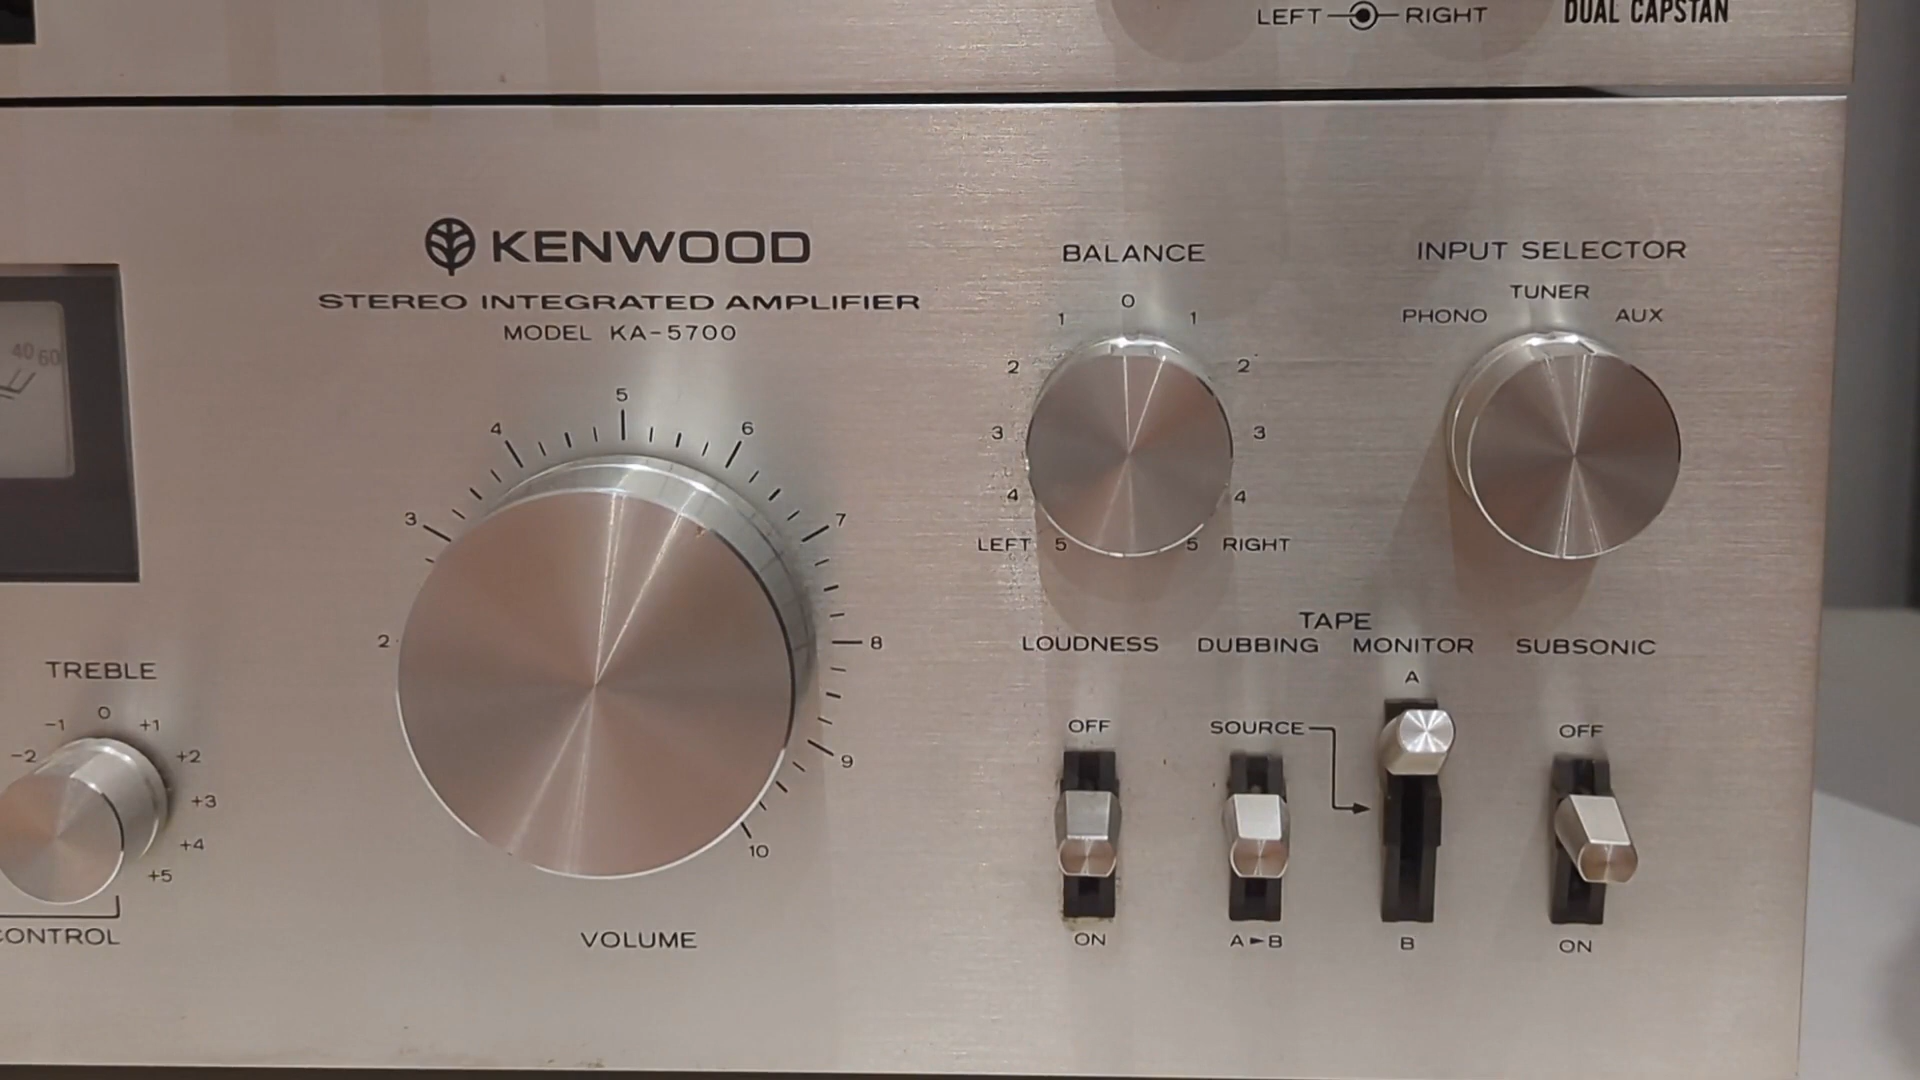 LEFT RIGHT
DUAL CAPSTAN
KENWOOD
STEREO INTEGRATED AMPLIFIER
MODEL KA-5700
40 60
BALANCE
0
1 1
2 2
3 3
4 4
LEFT 5 5 RIGHT
INPUT SELECTOR
TUNER
PHONO AUX
5
4 6
3 7
2 8
9
10
VOLUME
TREBLE
0
-1 +1
-2 +2
+3
+4
+5
CONTROL
TAPE
LOUDNESS DUBBING MONITOR SUBSONIC
A
OFF SOURCE OFF
ON A►B B ON